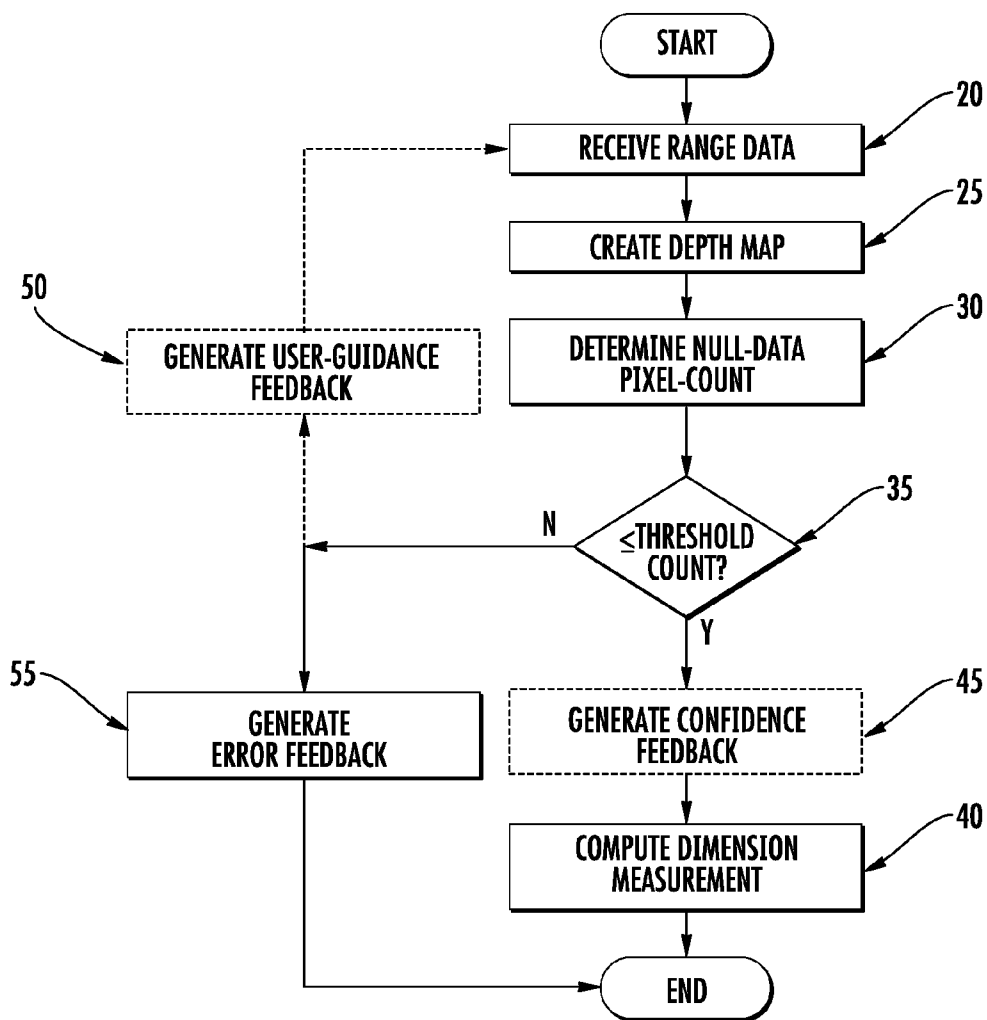 START
20
RECEIVE RANGE DATA
25
CREATE DEPTH MAP
50
30
GENERATE USER-GUIDANCE
FEEDBACK
DETERMINE NULL-DATA
PIXEL-COUNT
35
N
≤THRESHOLD
COUNT?
Y
55
45
GENERATE
ERROR FEEDBACK
GENERATE CONFIDENCE
FEEDBACK
40
COMPUTE DIMENSION
MEASUREMENT
END